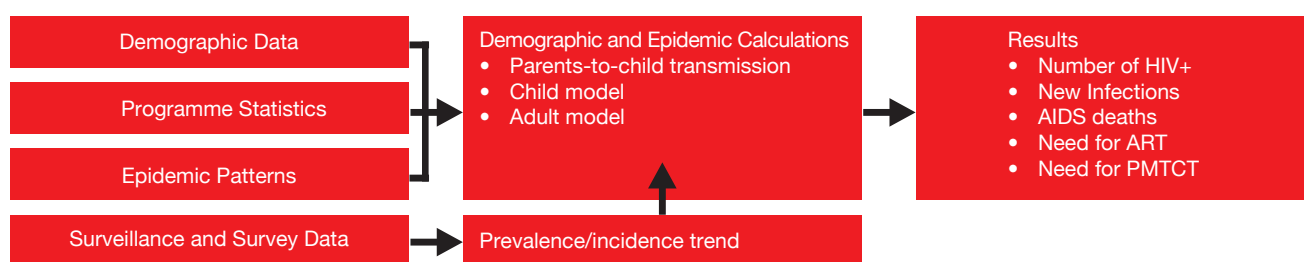 Demographic Data
Programme Statistics
Epidemic Patterns
Surveillance and Survey Data
Demographic and Epidemic Calculations
• Parents-to-child transmission
• Child model
• Adult model
Prevalence/incidence trend
Results
• Number of HIV+
• New Infections
• AIDS deaths
• Need for ART
• Need for PMTCT